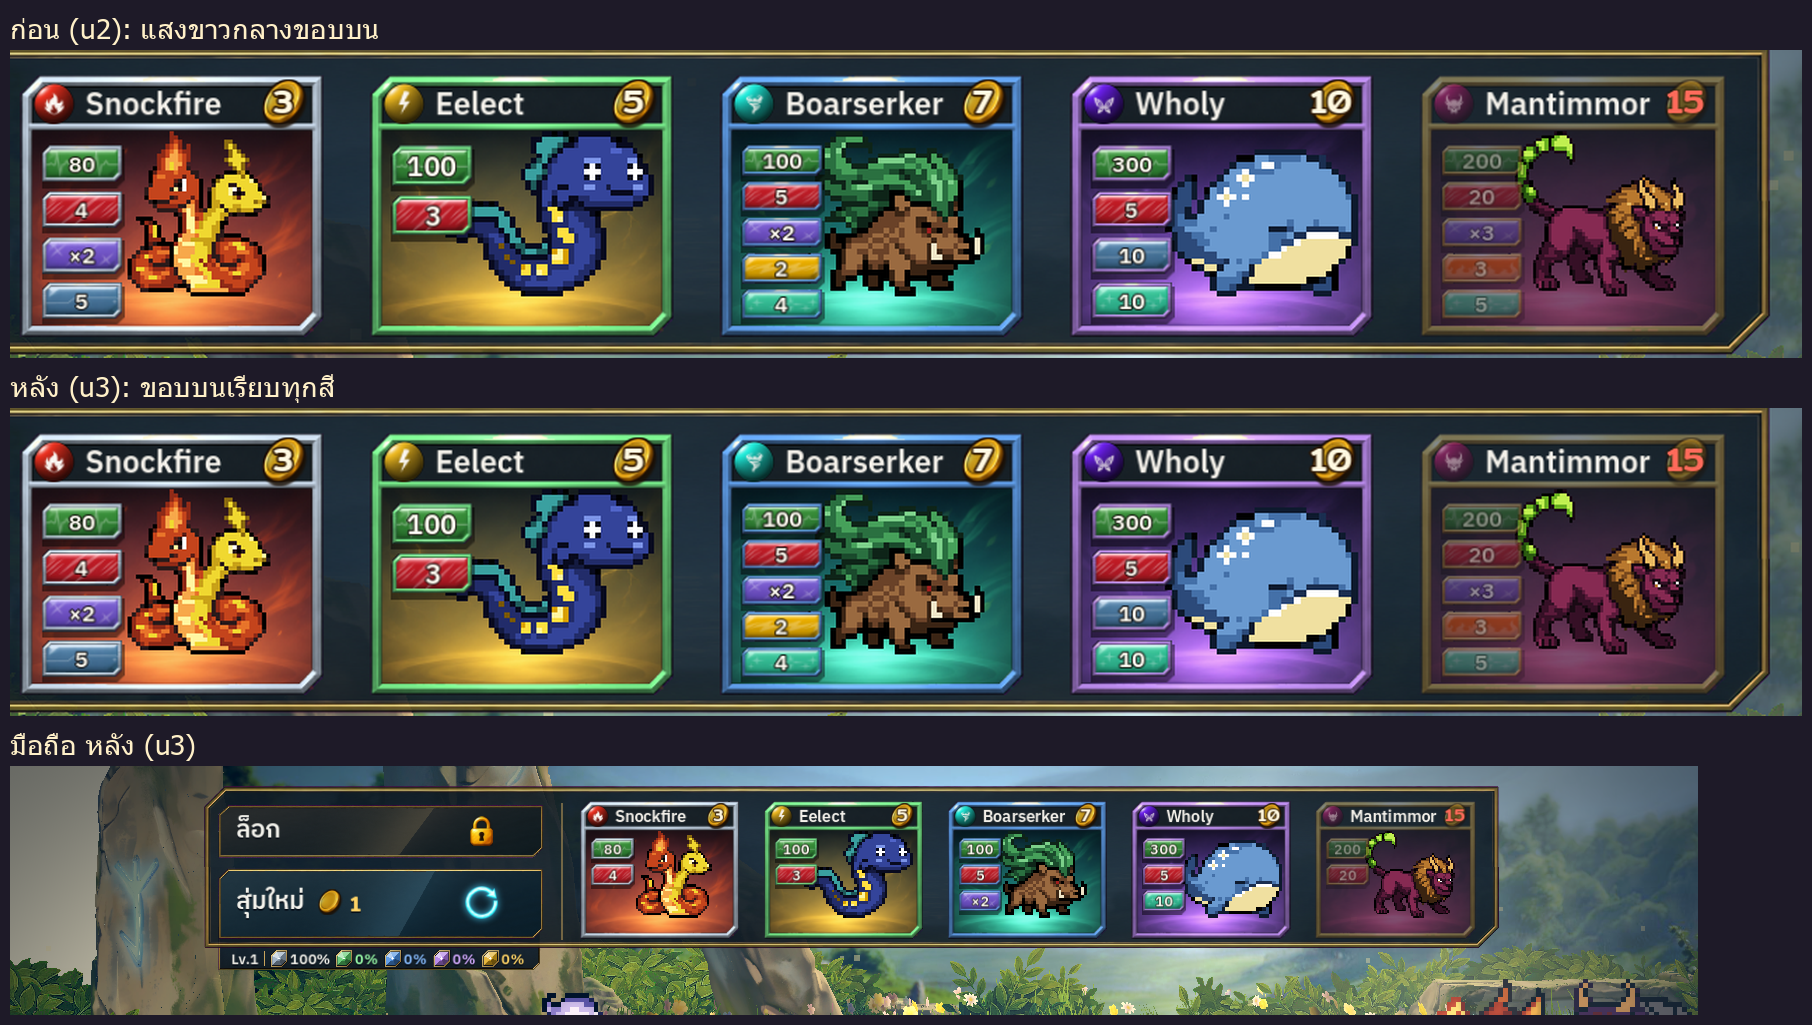 ก่อน (u2): แสงขาวกลางขอบบน
Snockfire 3 Eelect 5 Boarserker 7 Wholy 10 Mantimmor 15
80 100 100 300 200
4 3 5 5 20
×2 ×2 10 ×3
5 2 10 3
4 5
หลัง (u3): ขอบบนเรียบทุกสี
Snockfire 3 Eelect 5 Boarserker 7 Wholy 10 Mantimmor 15
80 100 100 300 200
4 3 5 5 20
×2 ×2 10 ×3
5 2 10 3
4 5
มือถือ หลัง (u3)
ล็อก
สุ่มใหม่ 1
Snockfire 3 Eelect 5 Boarserker 7 Wholy 10 Mantimmor 15
80 100 100 300 200
4 3 5 5 20
×2 10
Lv.1 100% 0% 0% 0% 0%